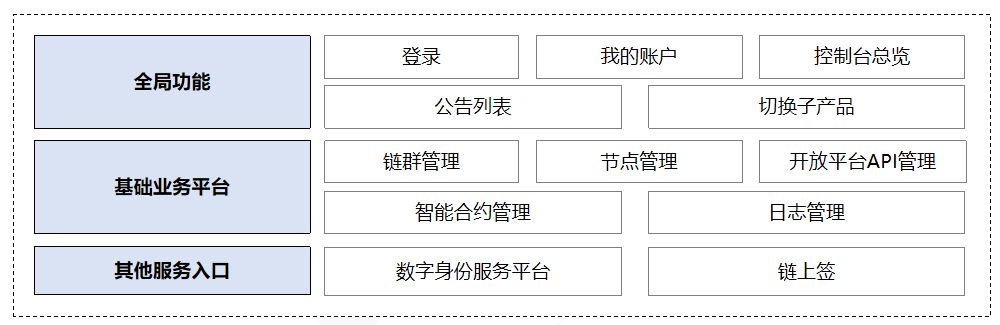 全局功能
登录
我的账户
控制台总览
公告列表
切换子产品
基础业务平台
链群管理
节点管理
开放平台API管理
智能合约管理
日志管理
其他服务入口
数字身份服务平台
链上签